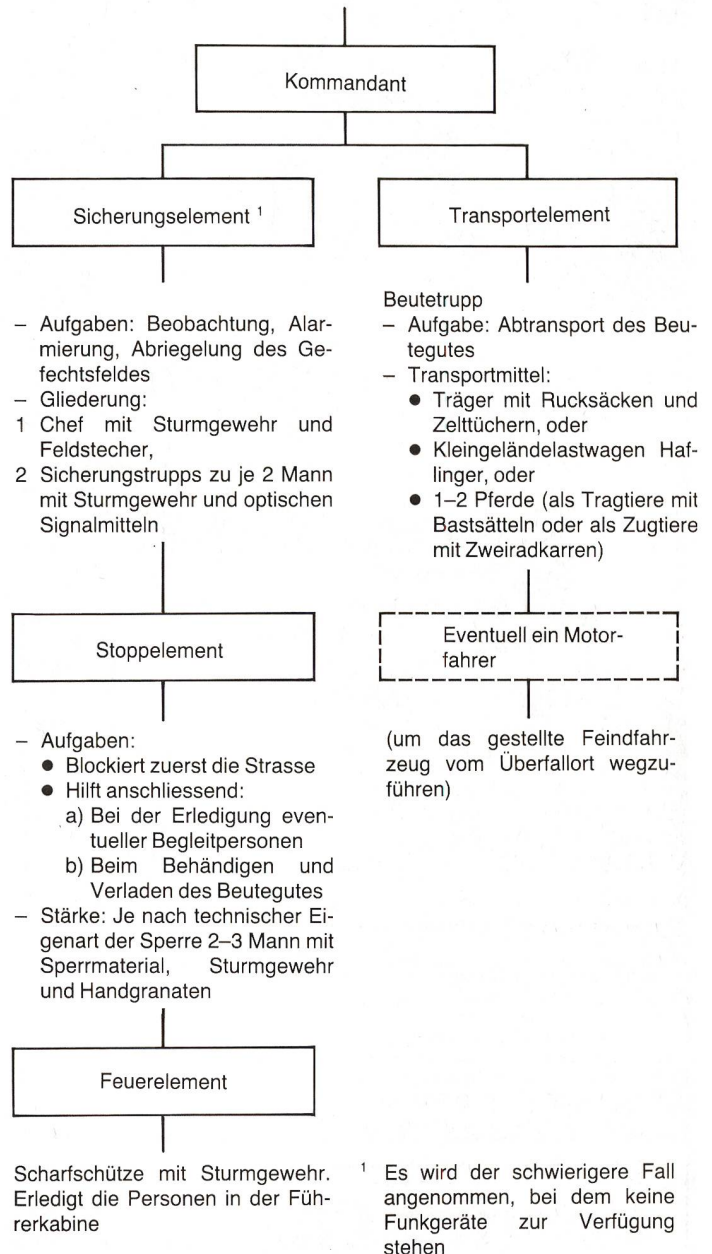 Kommandant
Sicherungselement ¹
– Aufgaben: Beobachtung, Alar-
mierung, Abriegelung des Ge-
fechtsfeldes
– Gliederung:
1 Chef mit Sturmgewehr und
Feldstecher,
2 Sicherungstrupps zu je 2 Mann
mit Sturmgewehr und optischen
Signalmitteln
Stoppelement
– Aufgaben:
● Blockiert zuerst die Strasse
● Hilft anschliessend:
a) Bei der Erledigung even-
tueller Begleitpersonen
b) Beim Behändigen und
Verladen des Beutegutes
– Stärke: Je nach technischer Ei-
genart der Sperre 2–3 Mann mit
Sperrmaterial, Sturmgewehr
und Handgranaten
Feuerelement
Scharfschütze mit Sturmgewehr.
Erledigt die Personen in der Füh-
rerkabine
Transportelement
Beutetrupp
– Aufgabe: Abtransport des Beu-
tegutes
– Transportmittel:
● Träger mit Rucksäcken und
Zelttüchern, oder
● Kleingeländelastwagen Haf-
linger, oder
● 1–2 Pferde (als Tragtiere mit
Bastsätteln oder als Zugtiere
mit Zweiradkarren)
Eventuell ein Motor-
fahrer
(um das gestellte Feindfahr-
zeug vom Überfallort wegzu-
führen)
¹ Es wird der schwierigere Fall
angenommen, bei dem keine
Funkgeräte zur Verfügung
stehen